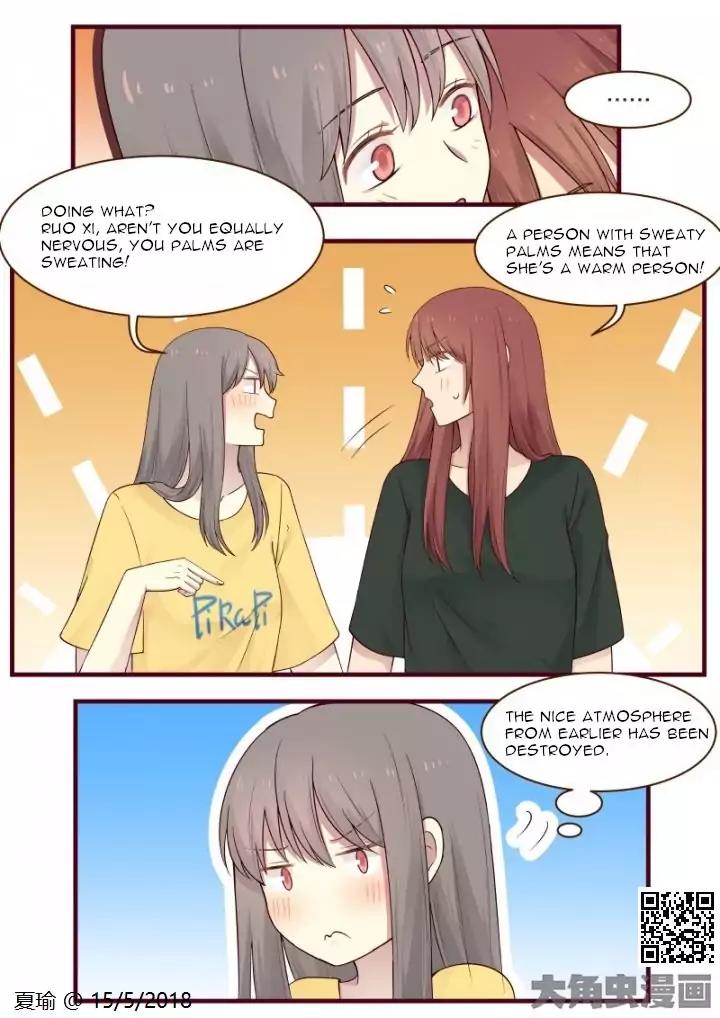 ......
DOING WHAT?
RUO XI, AREN'T YOU EQUALLY
NERVOUS, YOU PALMS ARE
SWEATING!
A PERSON WITH SWEATY
PALMS MEANS THAT
SHE'S A WARM PERSON!
PiKaPi
THE NICE ATMOSPHERE
FROM EARLIER HAS BEEN
DESTROYED.
夏瑜 @ 15/5/2018
大角虫漫画